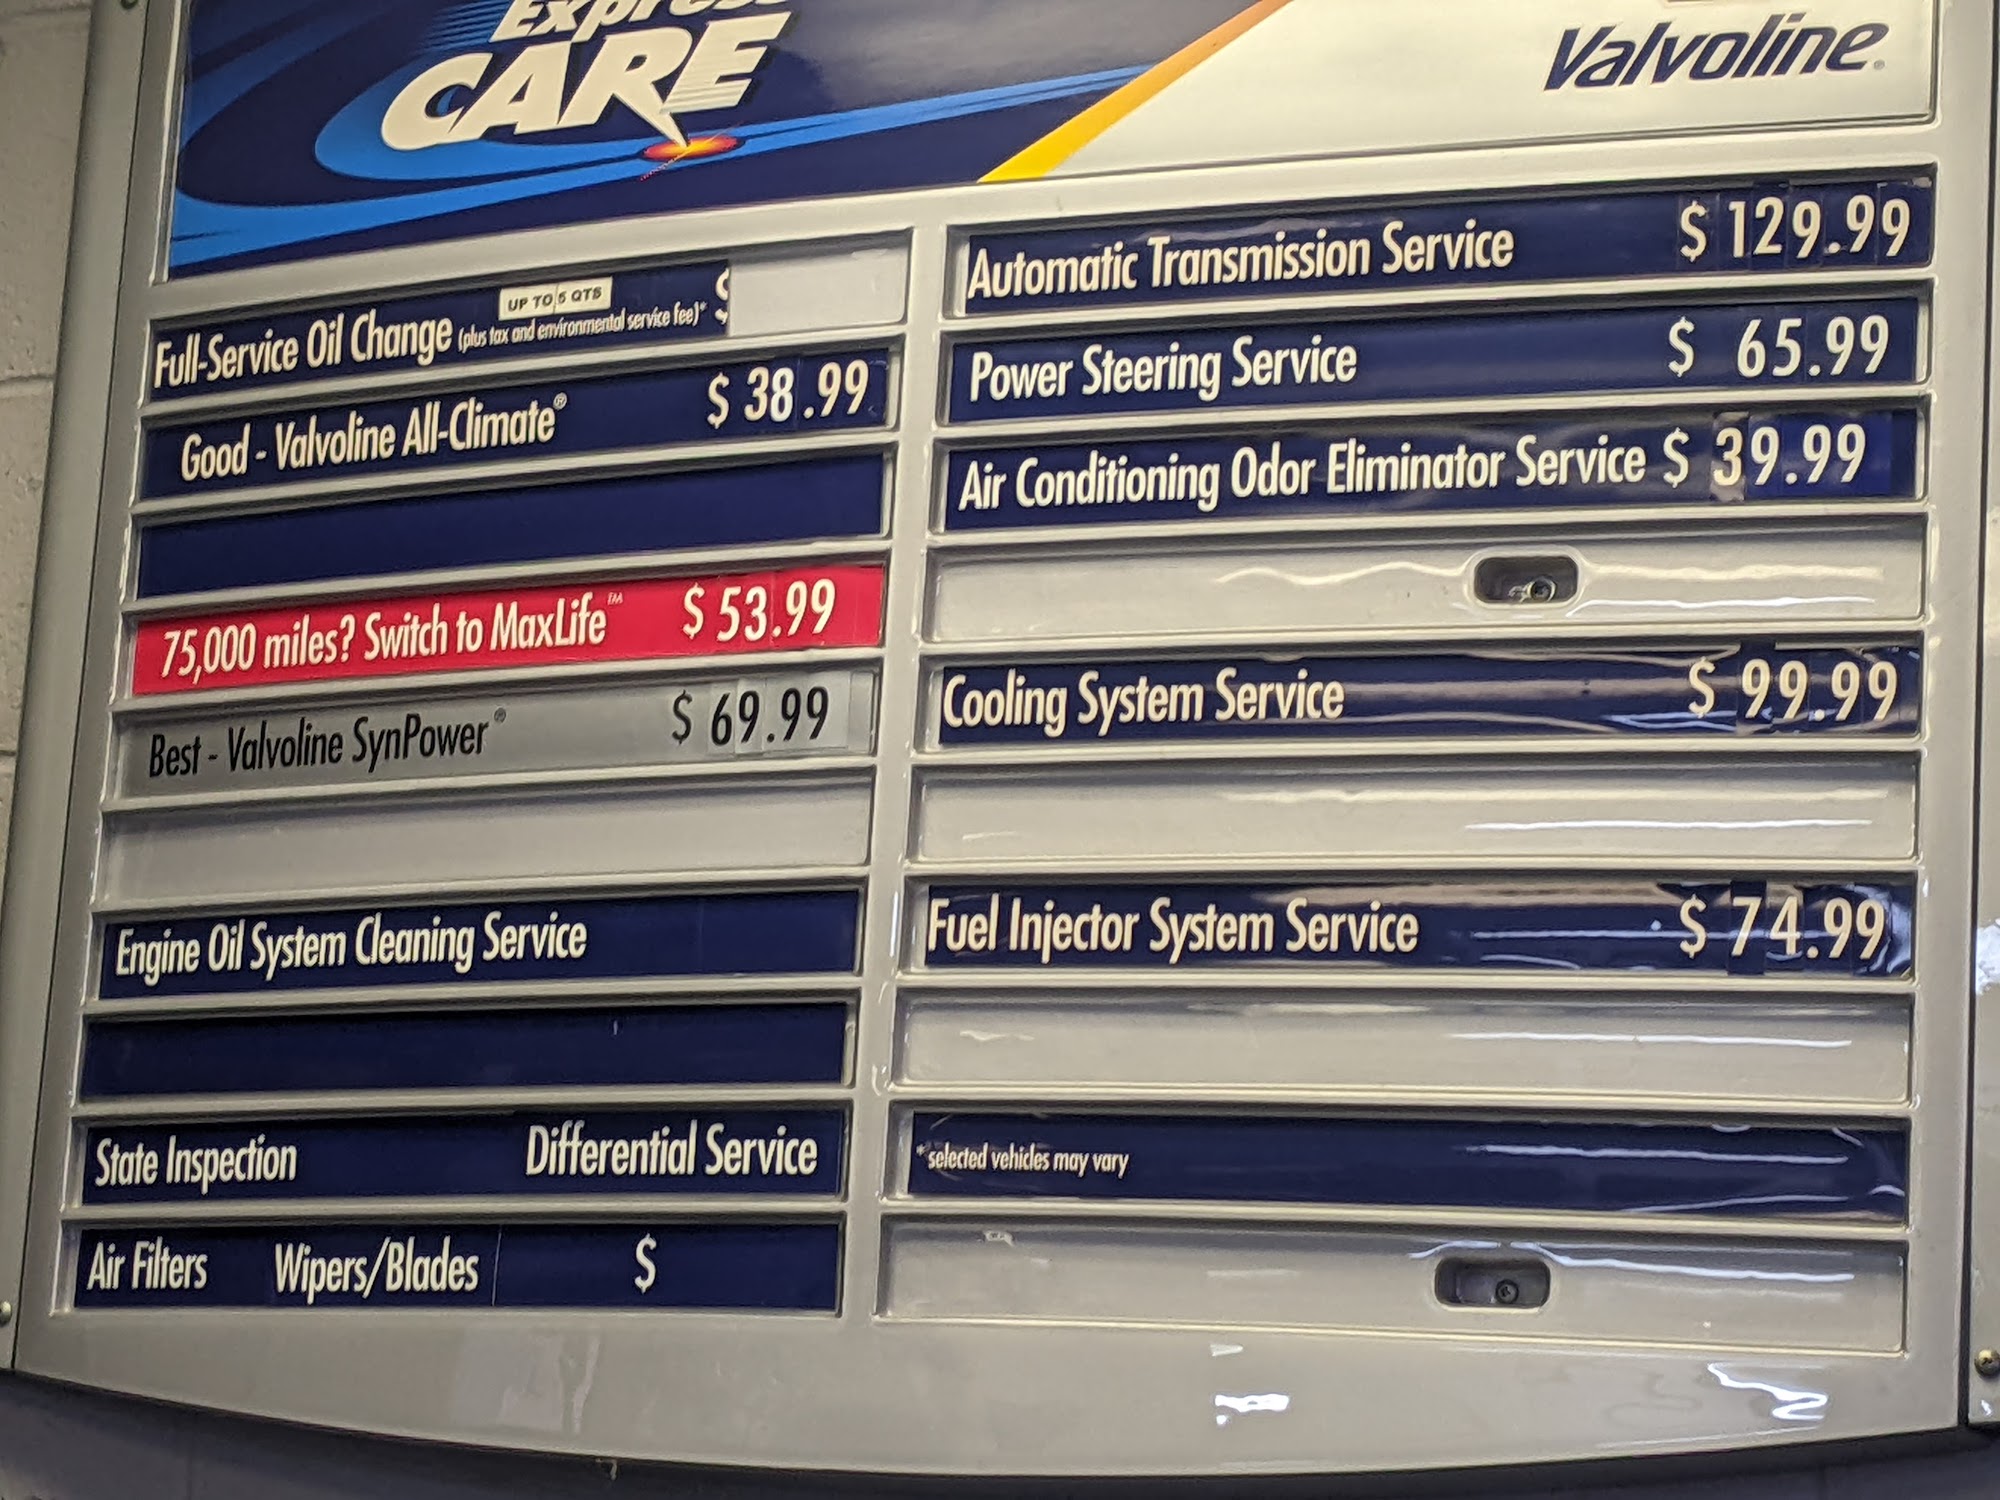 Express
CARE
Valvoline®
UP TO 5 QTS
Full-Service Oil Change (plus tax and environmental service fee)* $
Good - Valvoline All-Climate® $ 38.99
75,000 miles? Switch to MaxLife™ $ 53.99
Best - Valvoline SynPower® $ 69.99
Engine Oil System Cleaning Service
State Inspection Differential Service
Air Filters Wipers/Blades $
Automatic Transmission Service $ 129.99
Power Steering Service $ 65.99
Air Conditioning Odor Eliminator Service $ 39.99
Cooling System Service $ 99.99
Fuel Injector System Service $ 74.99
*selected vehicles may vary